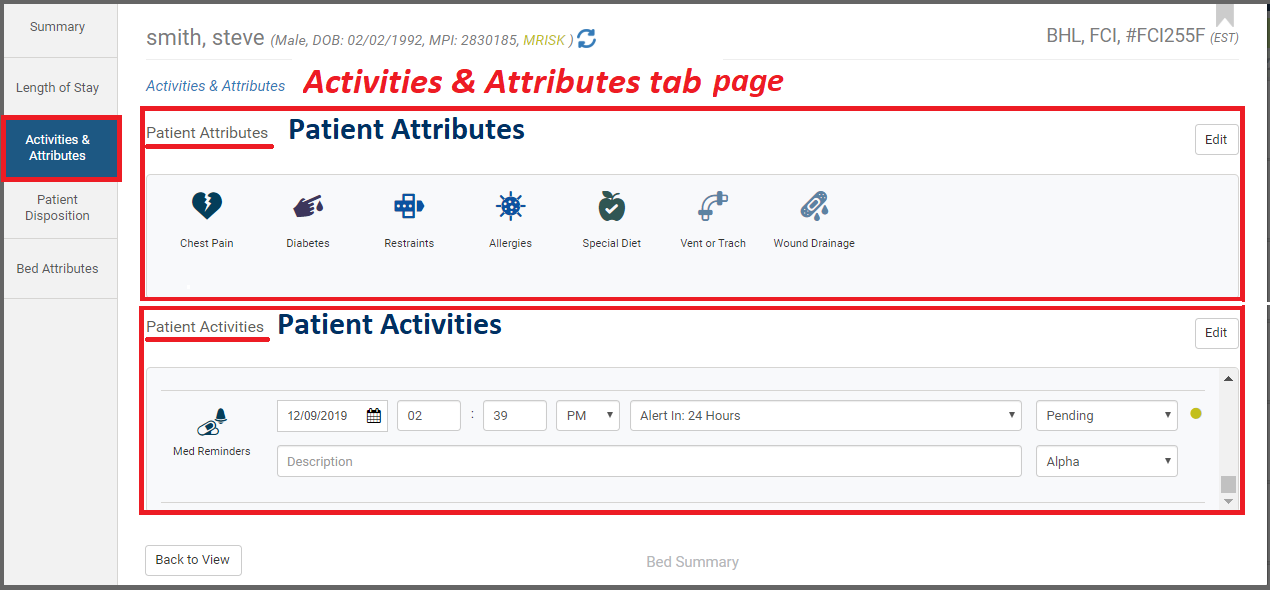 Summary
Length of Stay
Activities &
Attributes
Patient
Disposition
Bed Attributes
smith, steve (Male, DOB: 02/02/1992, MPI: 2830185, MRISK )
BHL, FCI, #FCI255F (EST)
Activities & Attributes
Activities & Attributes tab page
Patient Attributes
Patient Attributes
Edit
Chest Pain
Diabetes
Restraints
Allergies
Special Diet
Vent or Trach
Wound Drainage
Patient Activities
Patient Activities
Edit
Med Reminders
12/09/2019
02 : 39
PM
Alert In: 24 Hours
Pending
Description
Alpha
Back to View
Bed Summary